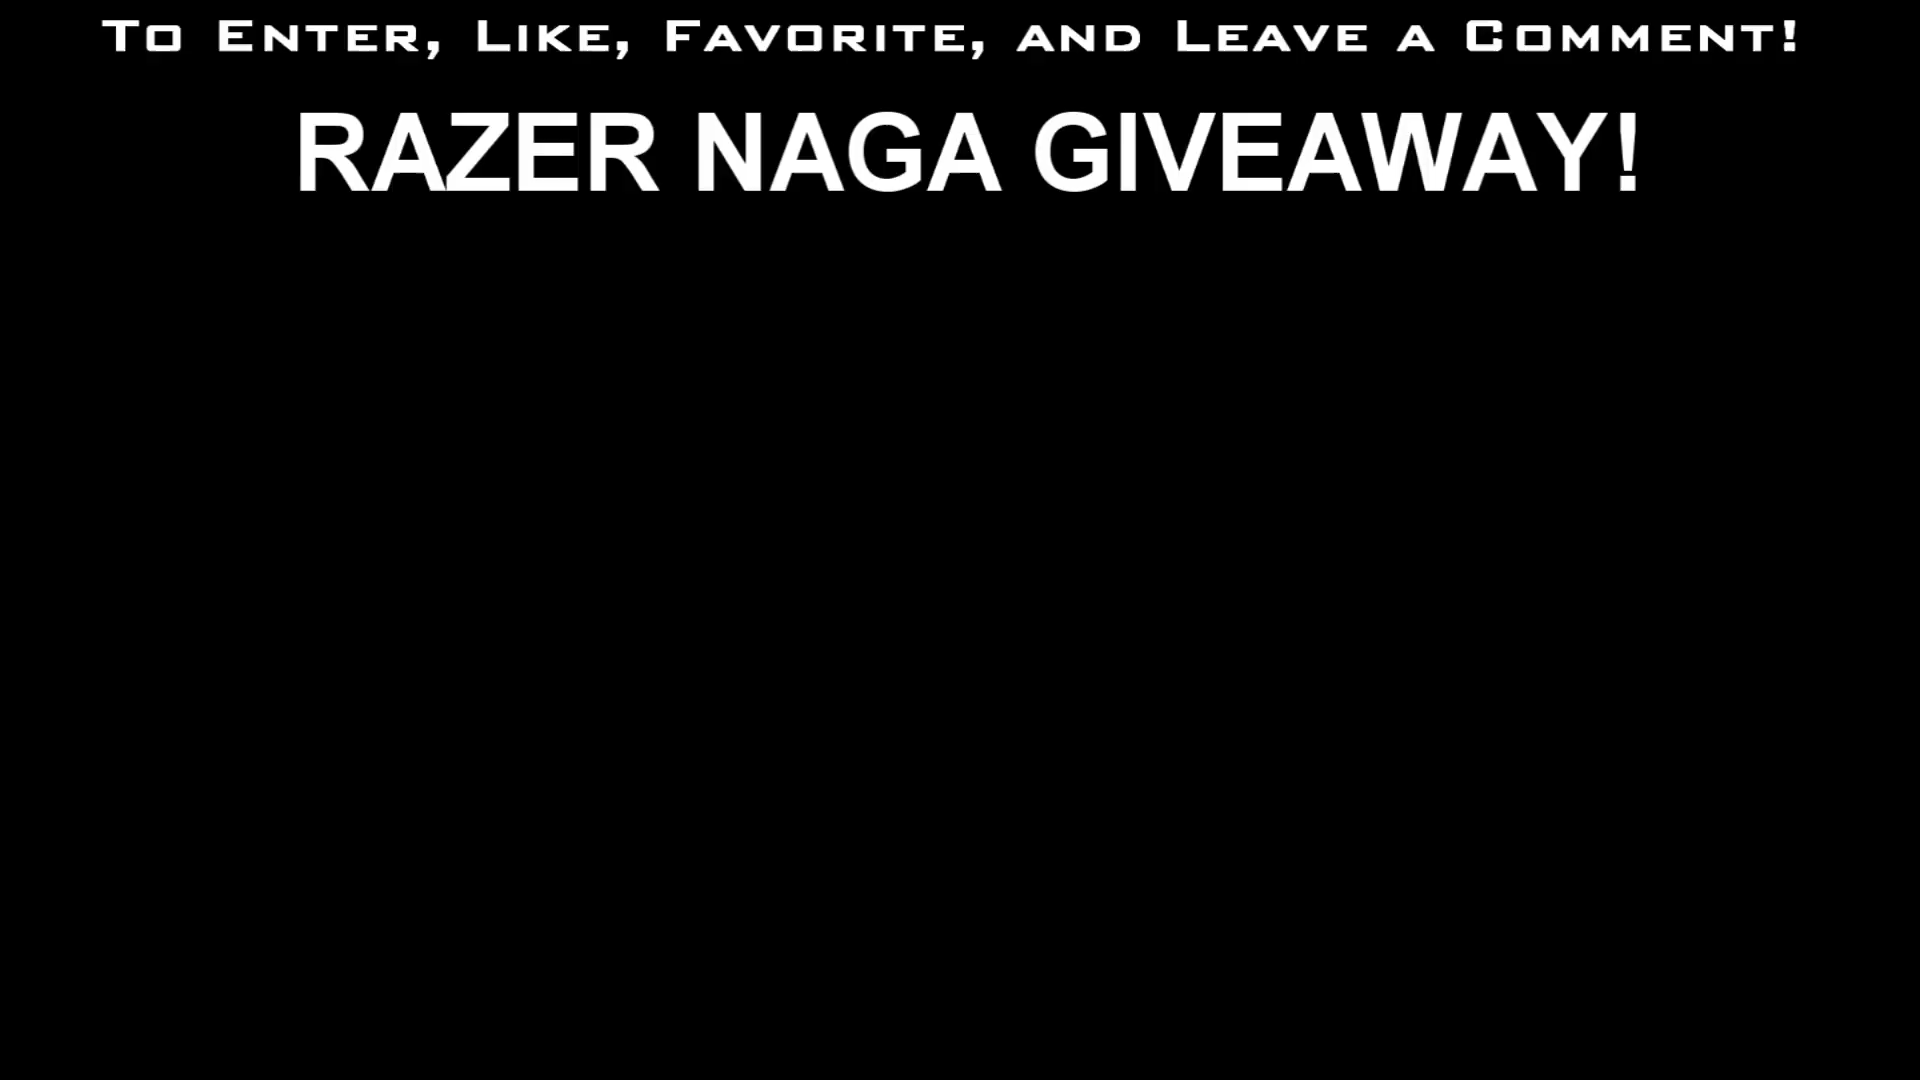 To Enter, Like, Favorite, and Leave a Comment!
RAZER NAGA GIVEAWAY!